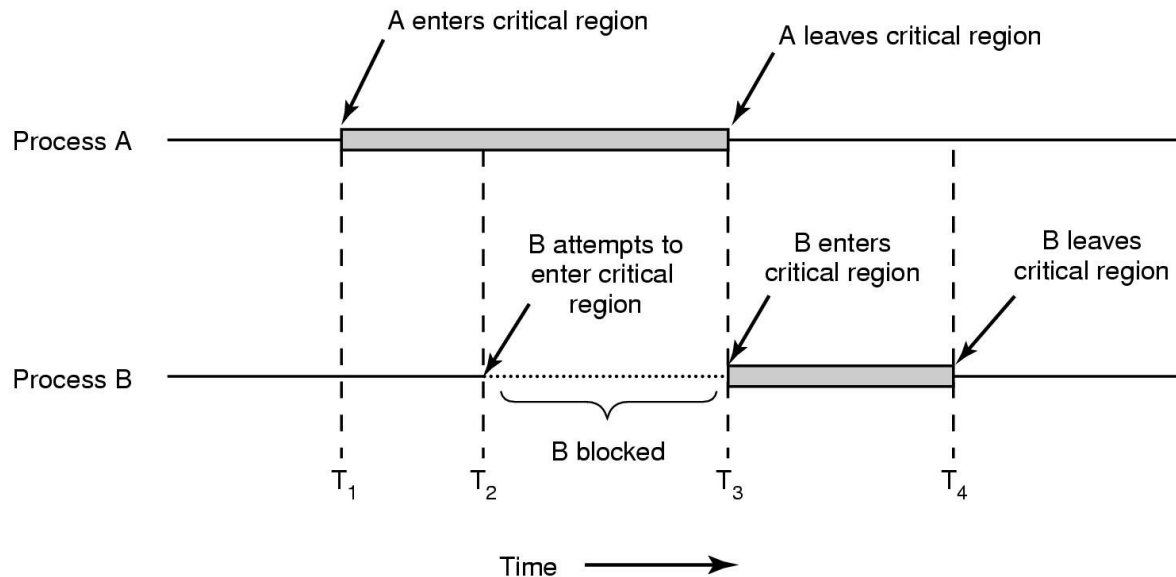 A enters critical region
A leaves critical region
Process A
B attempts to
enter critical
region
B enters
critical region
B leaves
critical region
Process B
B blocked
T1
T2
T3
T4
Time